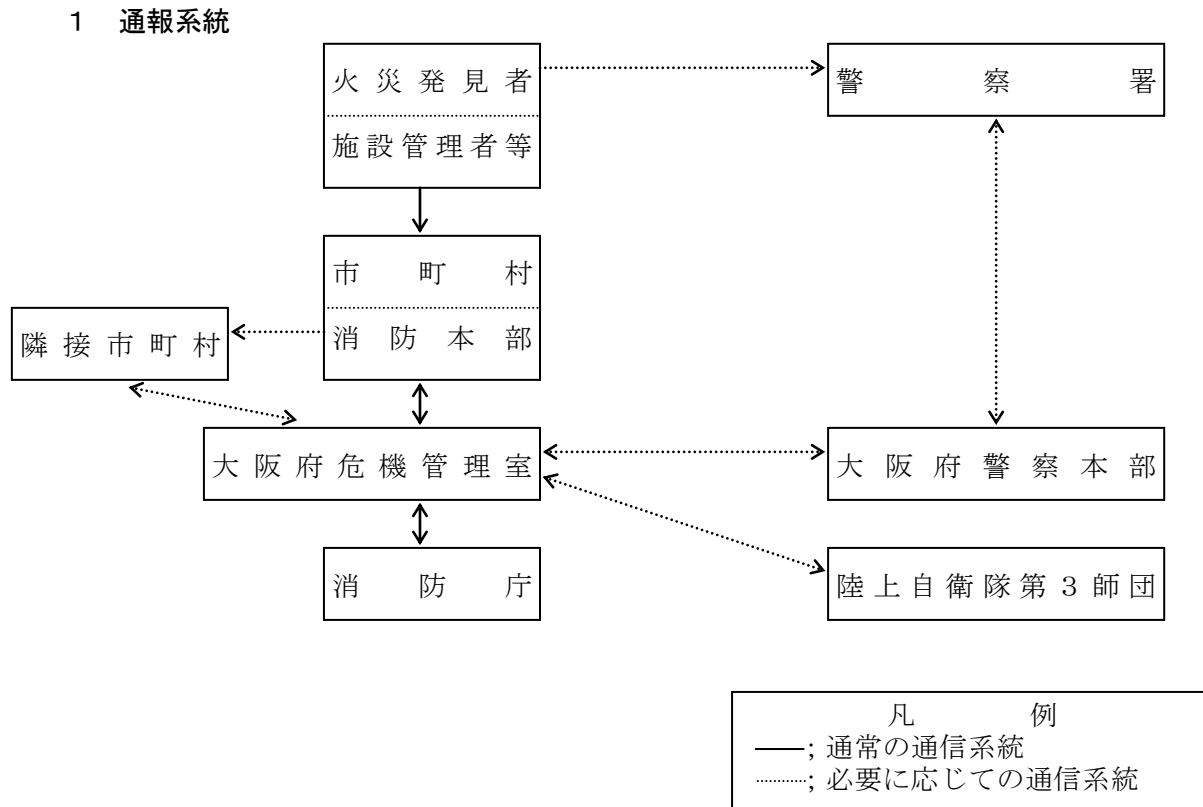 1 通報系統
火災発見者
施設管理者等
警察署
市町村
消防本部
隣接市町村
大阪府危機管理室
大阪府警察本部
消防庁
陸上自衛隊第3師団
凡例
――; 通常の通信系統
………; 必要に応じての通信系統